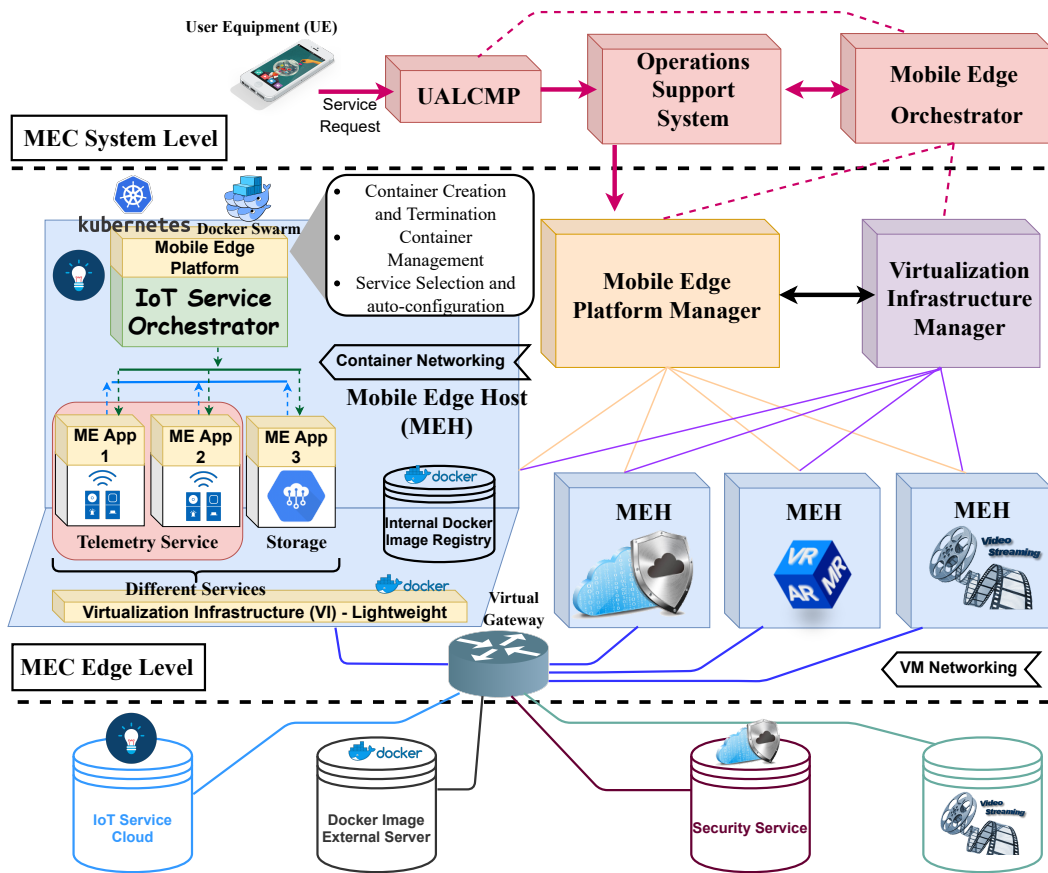 User Equipment (UE)
Service
Request
UALCMP
Operations
Support
System
Mobile Edge
Orchestrator
MEC System Level
kubernetes
Docker Swarm
• Container Creation
and Termination
• Container
Management
• Service Selection and
auto-configuration
Mobile Edge
Platform
IoT Service
Orchestrator
Container Networking
Mobile Edge Host
(MEH)
Mobile Edge
Platform Manager
Virtualization
Infrastructure
Manager
ME App
1
ME App
2
ME App
3
Telemetry Service
Storage
docker
Internal Docker
Image Registry
Different Services
docker
Virtualization Infrastructure (VI) - Lightweight
MEH
MEH
VR
AR
MR
MEH
Video
Streaming
Virtual
Gateway
MEC Edge Level
VM Networking
IoT Service
Cloud
docker
Docker Image
External Server
Security Service
Video
Streaming